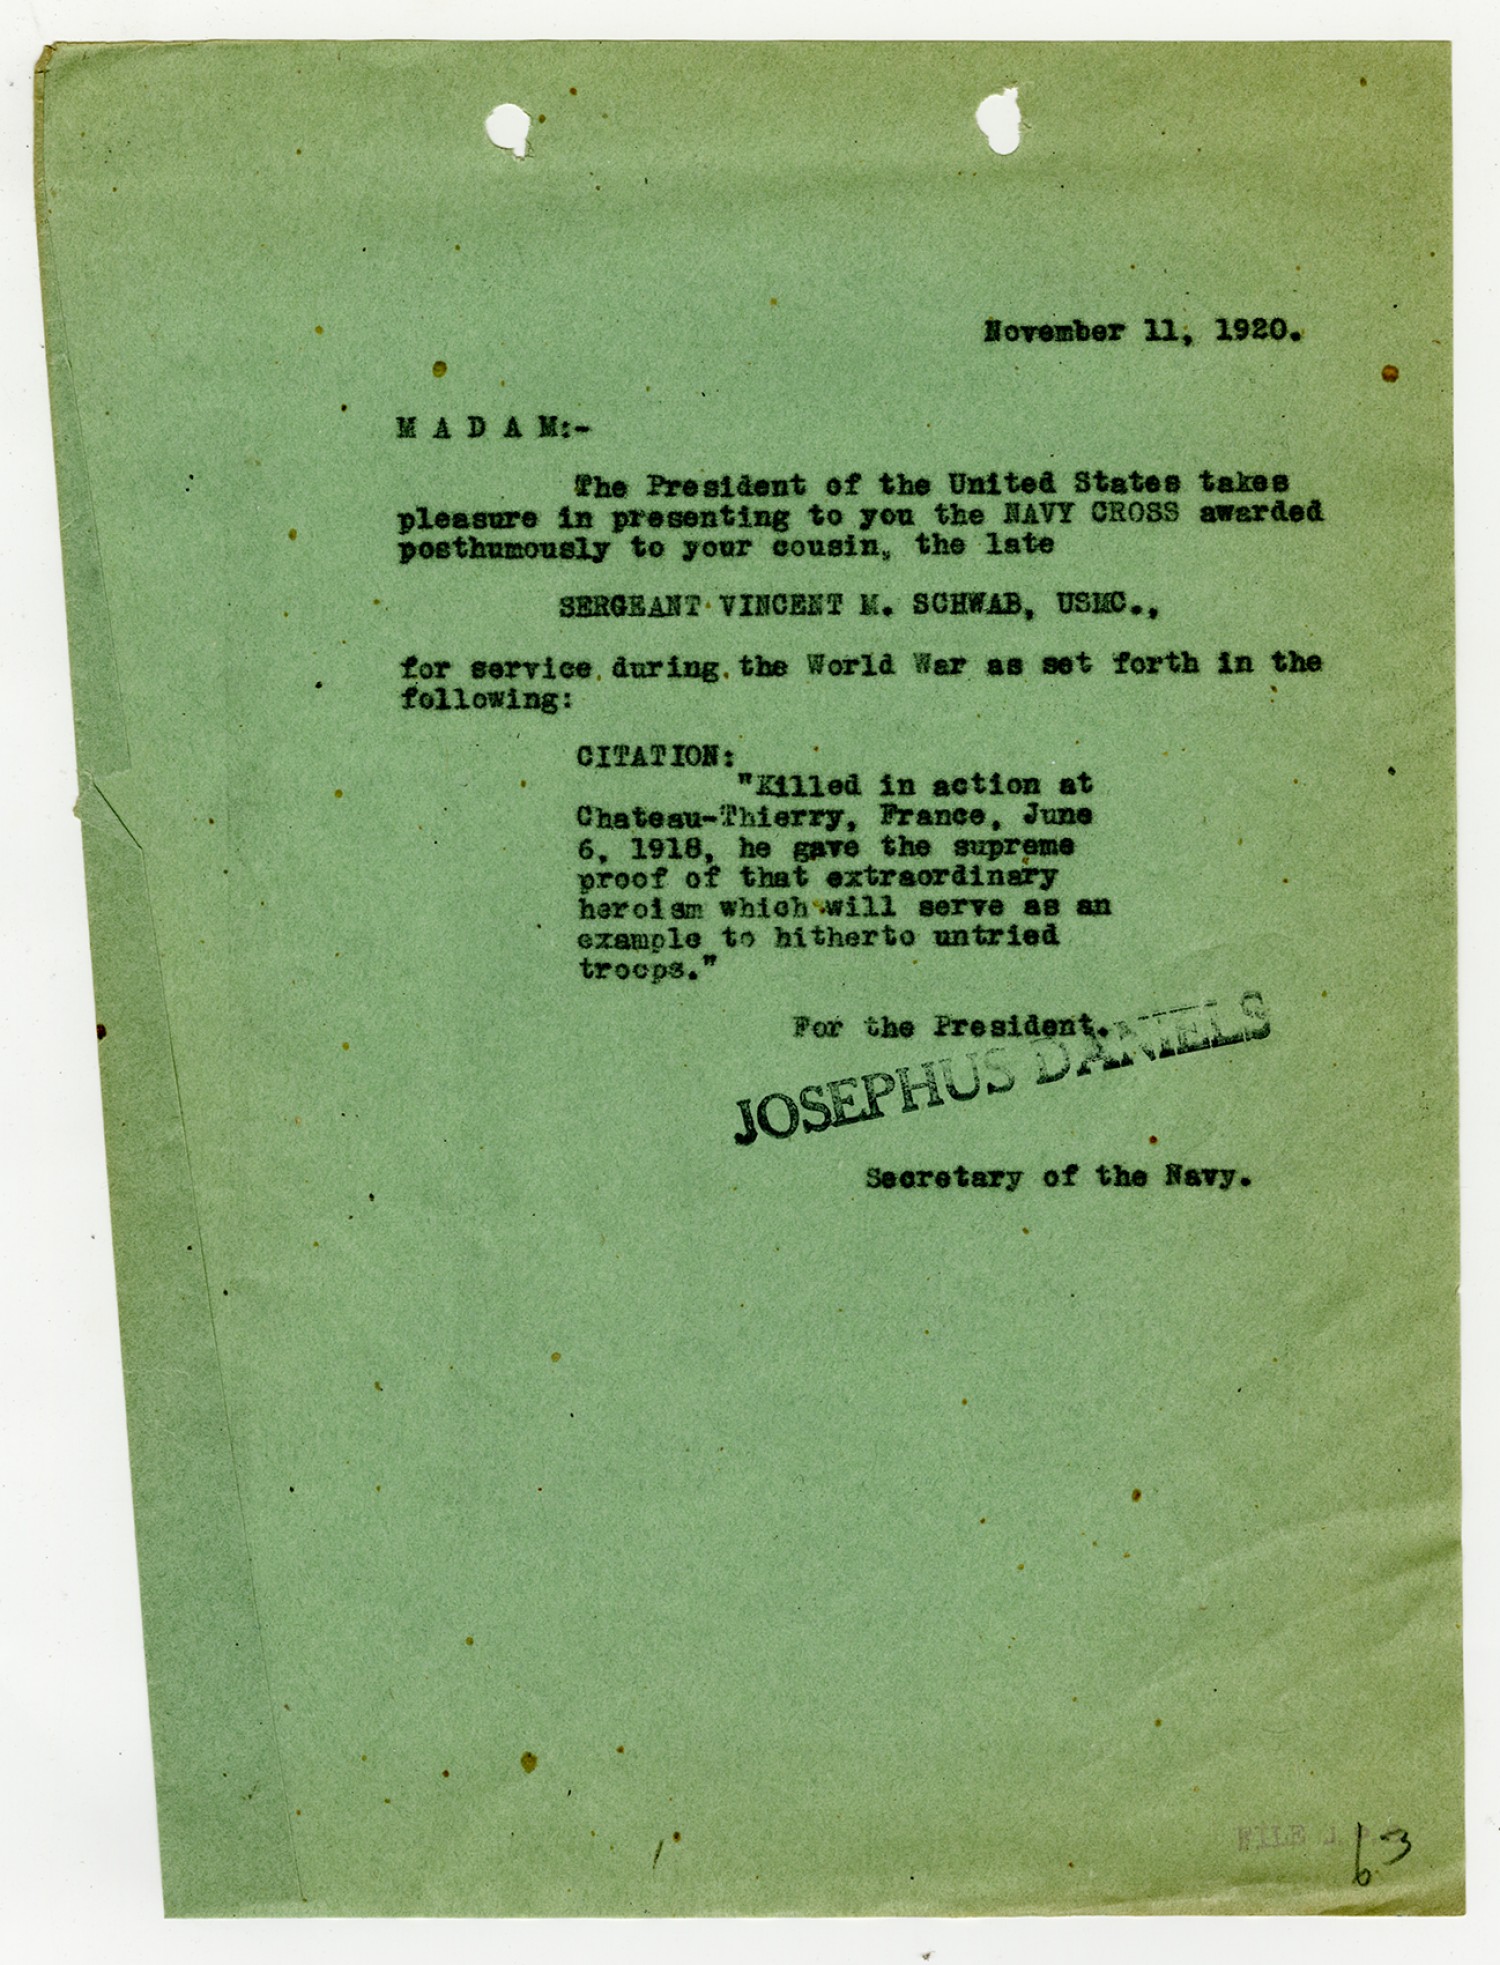 November 11, 1920.
M A D A M:-
The President of the United States takes
pleasure in presenting to you the NAVY CROSS awarded
posthumously to your cousin, the late
SERGEANT VINCENT M. SCHWAB, USMC.,
for service during the World War as set forth in the
following:
CITATION:
"Killed in action at
Chateau-Thierry, France, June
6, 1918, he gave the supreme
proof of that extraordinary
heroism which will serve as an
example to hitherto untried
troops."
For the President.
JOSEPHUS DANIELS
Secretary of the Navy.
63